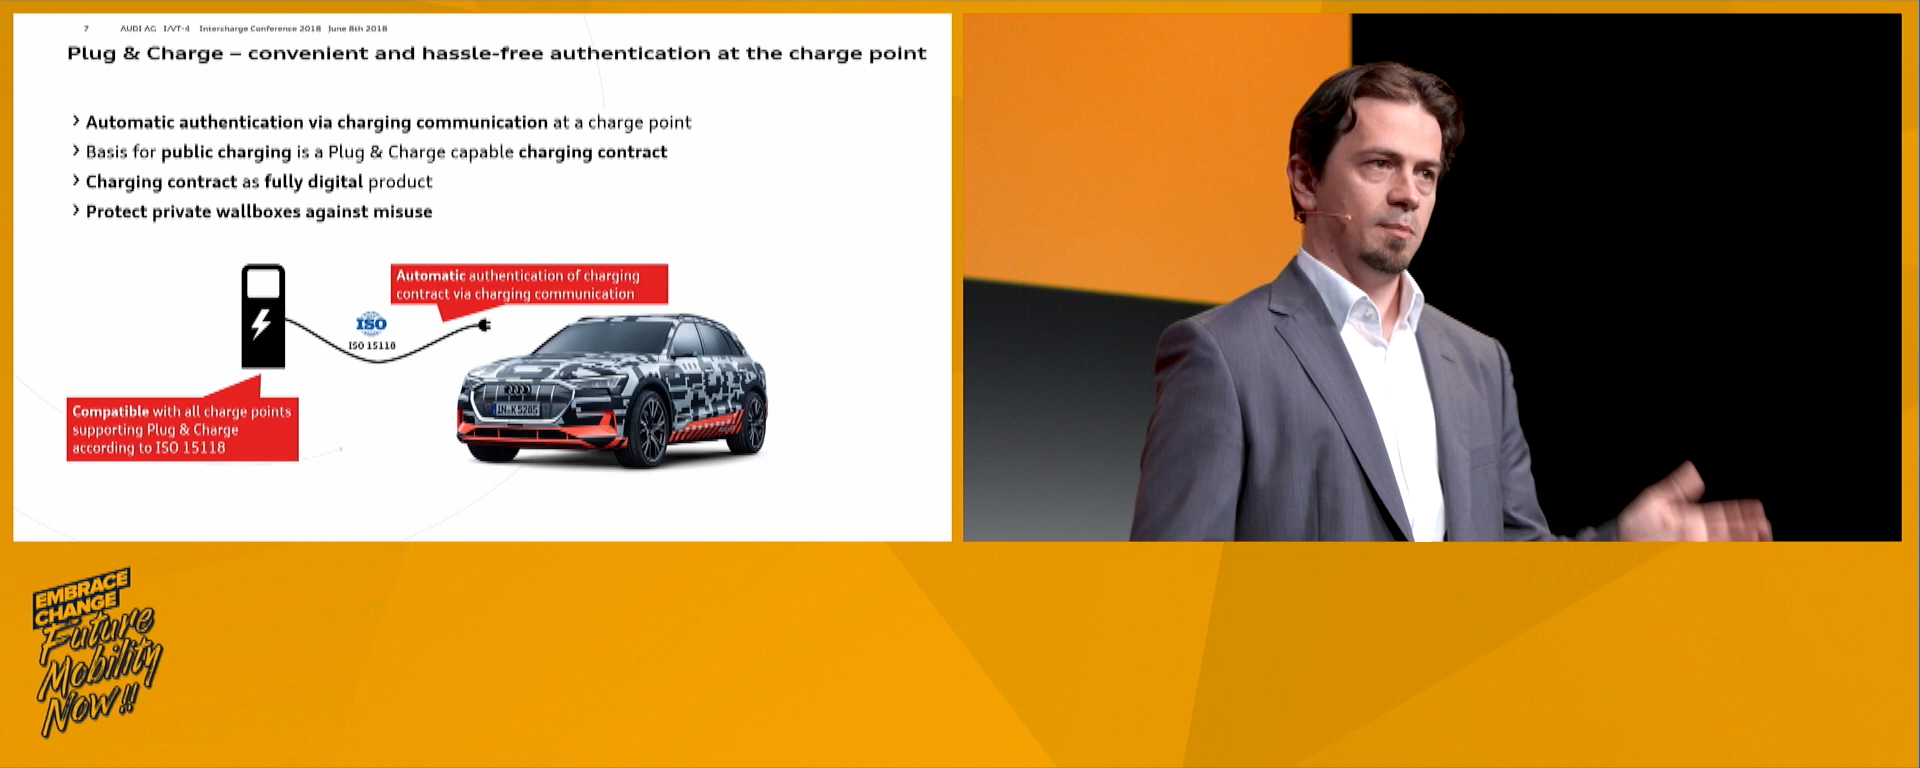 7 AUDI AG I/VT-4 Intercharge Conference 2018 June 8th 2018
Plug & Charge – convenient and hassle-free authentication at the charge point
› Automatic authentication via charging communication at a charge point
› Basis for public charging is a Plug & Charge capable charging contract
› Charging contract as fully digital product
› Protect private wallboxes against misuse
Automatic authentication of charging
contract via charging communication
ISO
ISO 15118
IN K 5285
Compatible with all charge points
supporting Plug & Charge
according to ISO 15118
EMBRACE
CHANGE
Future
Mobility
Now!!